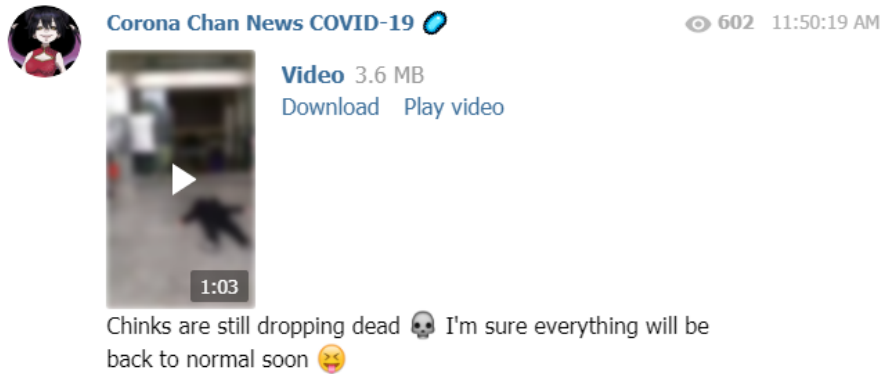 Corona Chan News COVID-19 602 11:50:19 AM
Video 3.6 MB
Download Play video
1:03
Chinks are still dropping dead 💀 I'm sure everything will be
back to normal soon 😝